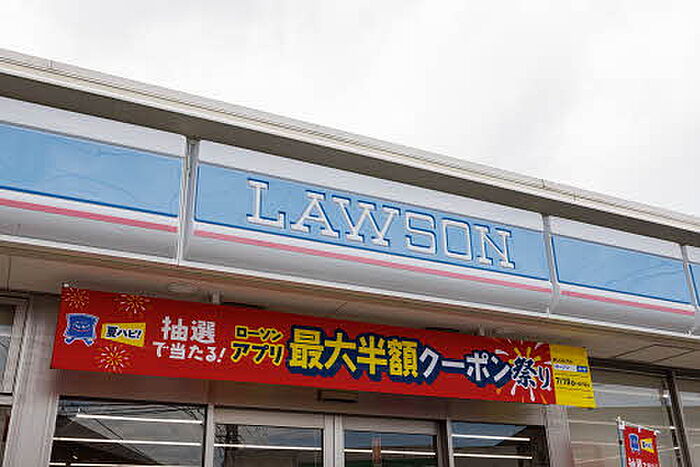 LAWSON
夏ハピ!
抽選
で当たる!
ローソン
アプリ
最大半額クーポン祭り